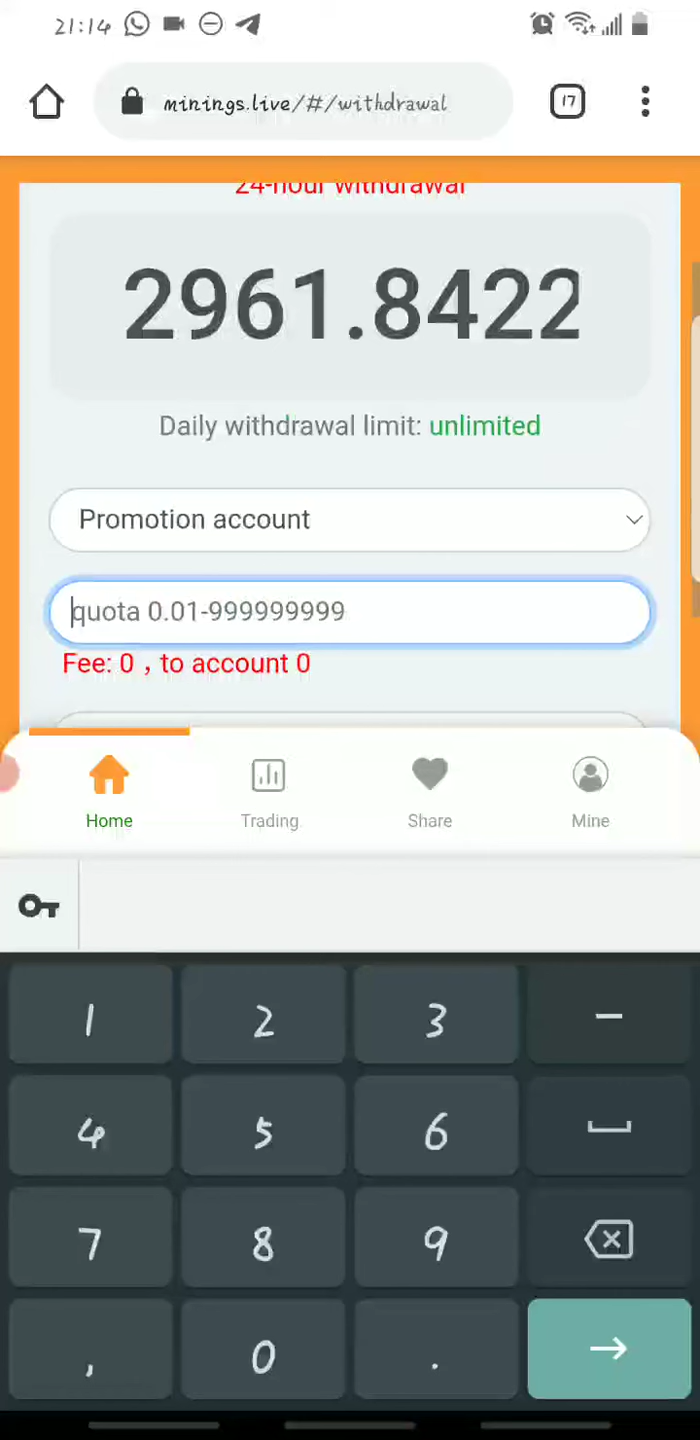 21:14
minings.live/#/withdrawal
17
24-hour withdrawal
2961.8422
Daily withdrawal limit: unlimited
Promotion account
quota 0.01-999999999
Fee: 0 , to account 0
Home Trading Share Mine
1 2 3 -
4 5 6
7 8 9
, 0 .